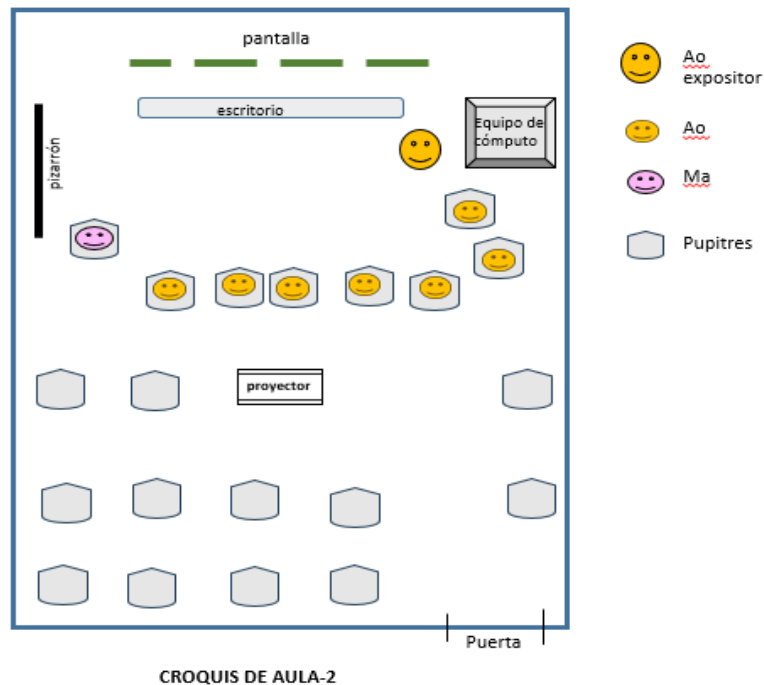 pantalla
escritorio
Equipo de
cómputo
pizarrón
proyector
Puerta
CROQUIS DE AULA-2
Ao
expositor
Ao
Ma
Pupitres